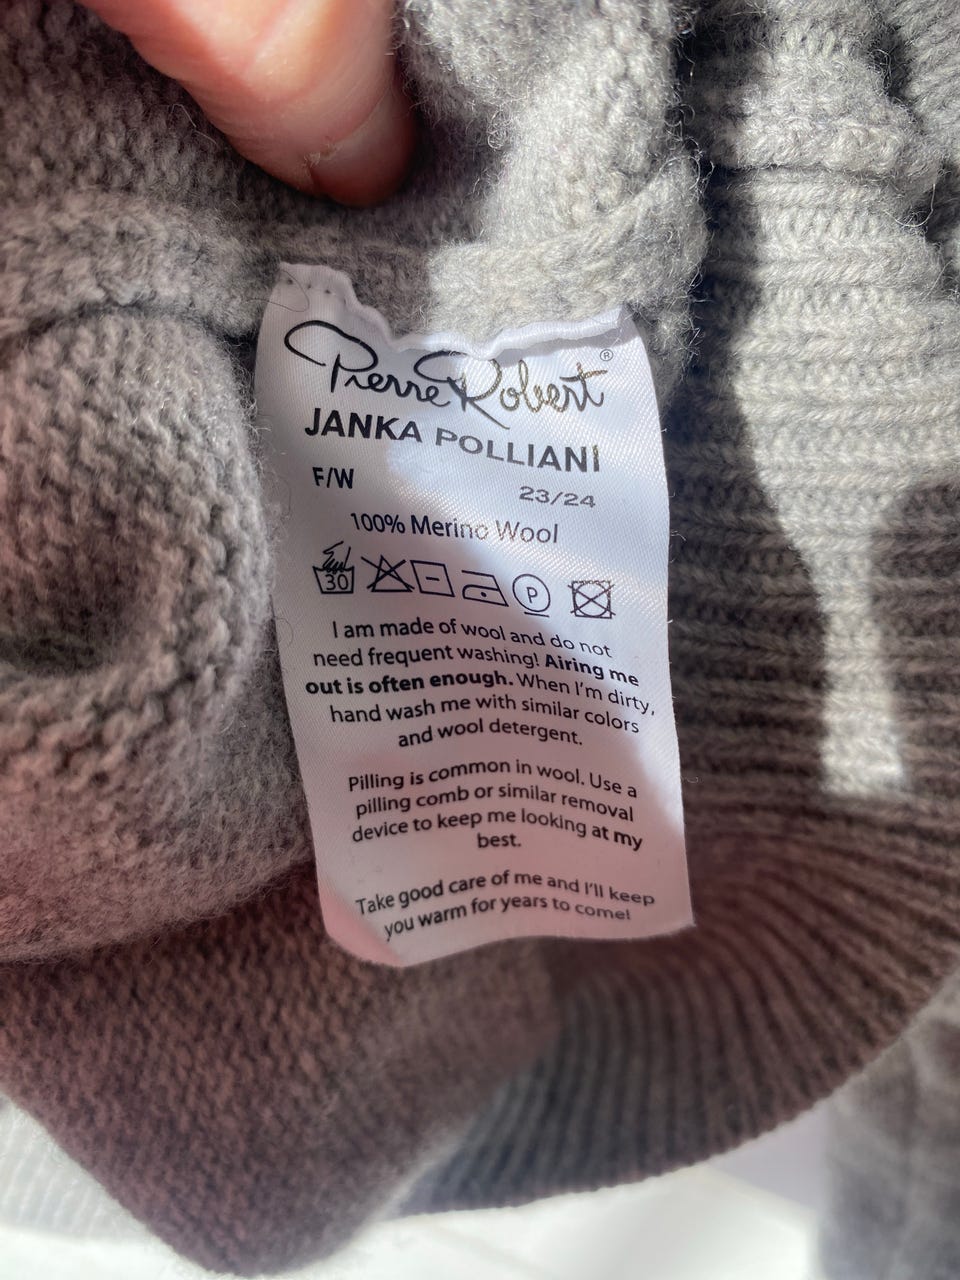 Pierre Robert®
JANKA POLLIANI
F/W 23/24
100% Merino Wool
30 P
I am made of wool and do not
need frequent washing! Airing me
out is often enough. When I'm dirty,
hand wash me with similar colors
and wool detergent.
Pilling is common in wool. Use a
pilling comb or similar removal
device to keep me looking at my
best.
Take good care of me and I'll keep
you warm for years to come!